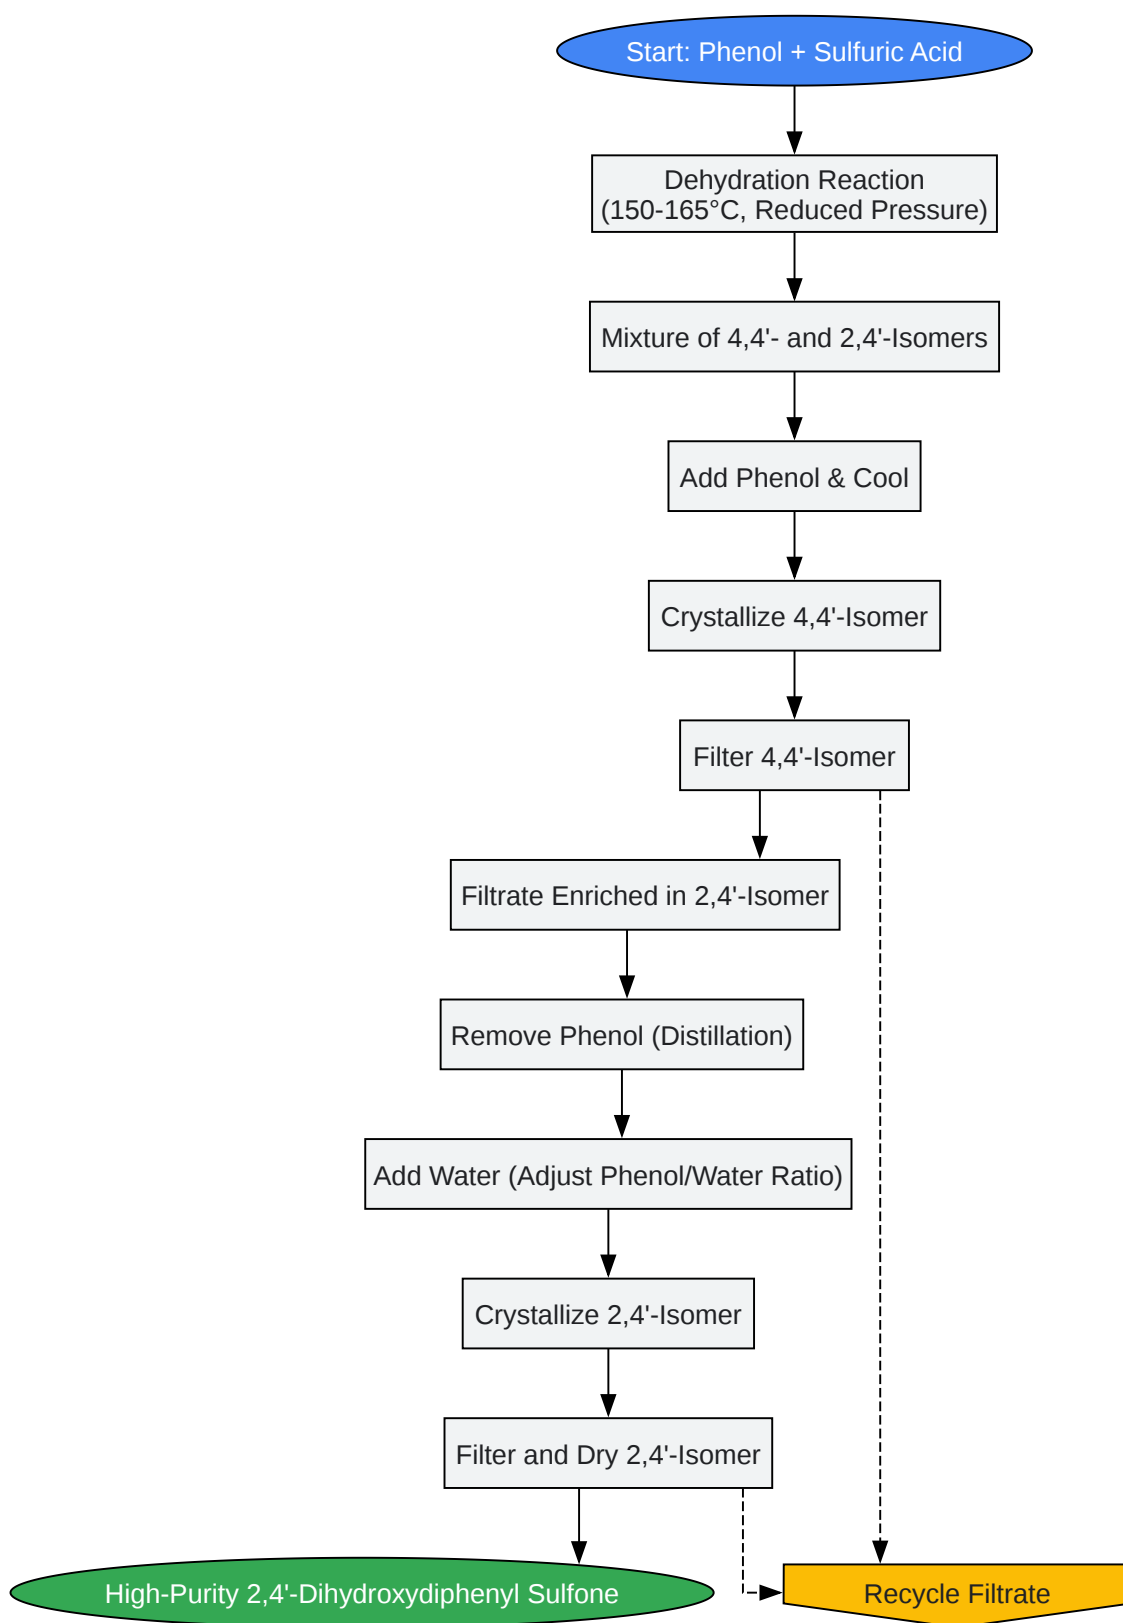 Start: Phenol + Sulfuric Acid
Dehydration Reaction
(150-165°C, Reduced Pressure)
Mixture of 4,4'- and 2,4'-Isomers
Add Phenol & Cool
Crystallize 4,4'-Isomer
Filter 4,4'-Isomer
Filtrate Enriched in 2,4'-Isomer
Remove Phenol (Distillation)
Add Water (Adjust Phenol/Water Ratio)
Crystallize 2,4'-Isomer
Filter and Dry 2,4'-Isomer
High-Purity 2,4'-Dihydroxydiphenyl Sulfone
Recycle Filtrate